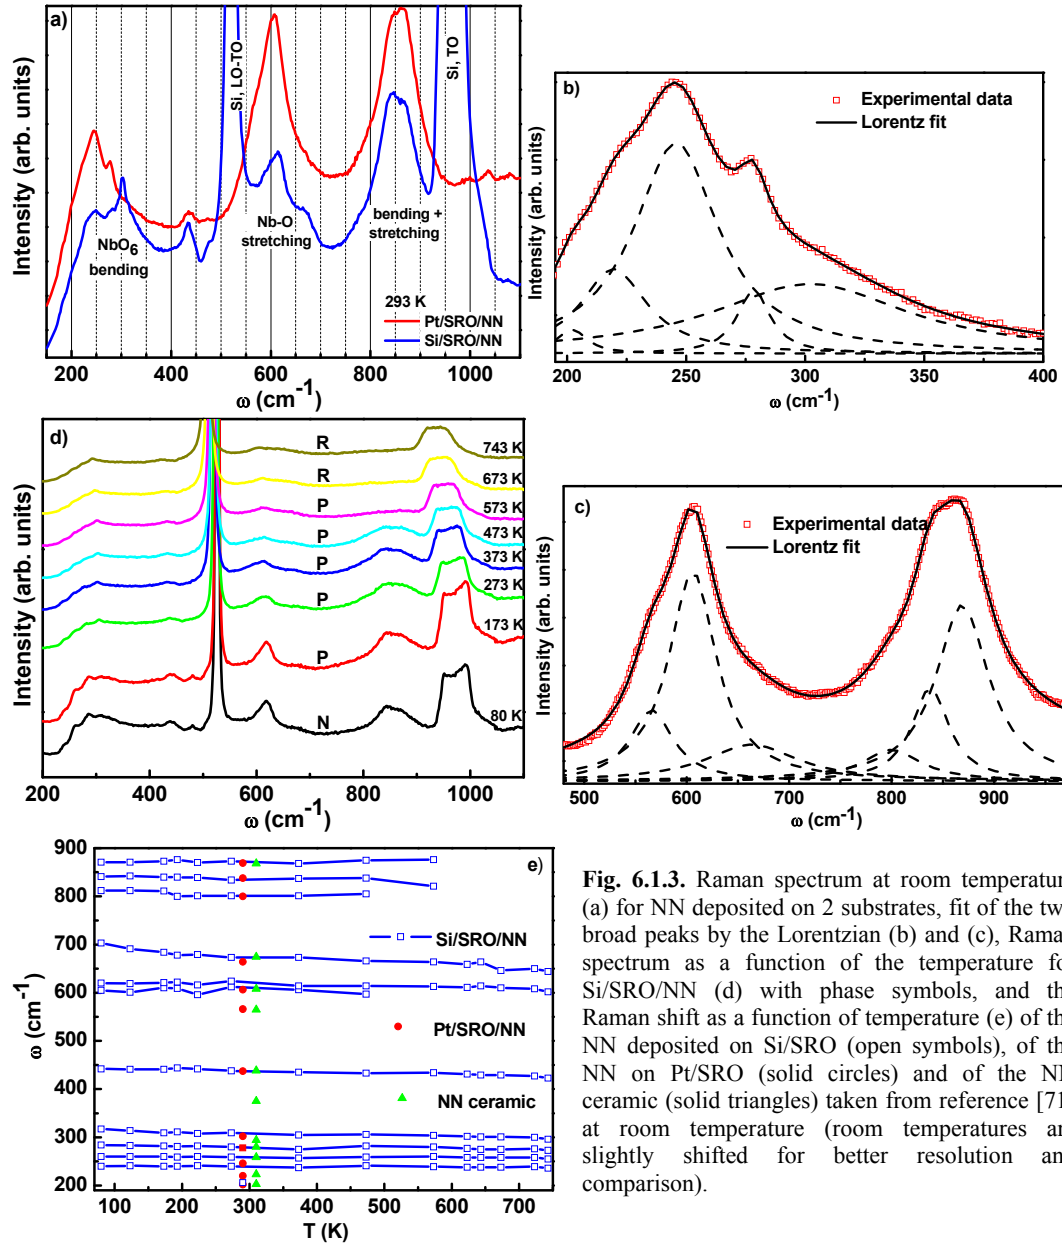 a)
Intensity (arb. units)
Si, LO-TO
Si, TO
NbO6
bending
Nb-O
stretching
bending +
stretching
293 K
Pt/SRO/NN
Si/SRO/NN
200 400 600 800 1000
ω (cm-1)
b)
Intensity (arb. units)
Experimental data
Lorentz fit
200 250 300 350 400
ω (cm-1)
d)
Intensity (arb. units)
R 743 K
R 673 K
P 573 K
P 473 K
P 373 K
P 273 K
P 173 K
N 80 K
200 400 600 800 1000
ω (cm-1)
c)
Intensity (arb. units)
Experimental data
Lorentz fit
500 600 700 800 900
ω (cm-1)
e)
ω (cm-1)
900
800
700
600
500
400
300
200
Si/SRO/NN
Pt/SRO/NN
NN ceramic
100 200 300 400 500 600 700
T (K)
Fig. 6.1.3. Raman spectrum at room temperatur
(a) for NN deposited on 2 substrates, fit of the tw
broad peaks by the Lorentzian (b) and (c), Rama
spectrum as a function of the temperature fo
Si/SRO/NN (d) with phase symbols, and th
Raman shift as a function of temperature (e) of th
NN deposited on Si/SRO (open symbols), of th
NN on Pt/SRO (solid circles) and of the NN
ceramic (solid triangles) taken from reference [71
at room temperature (room temperatures ar
slightly shifted for better resolution an
comparison).